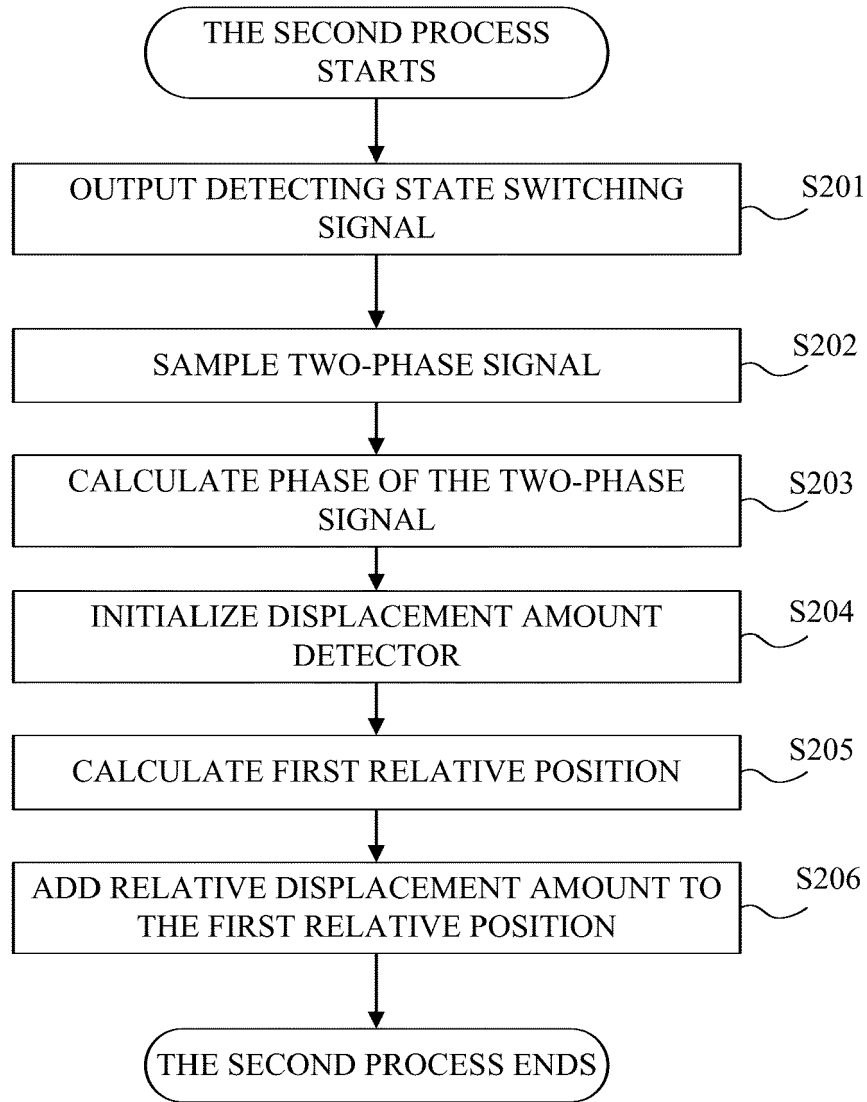 THE SECOND PROCESS
STARTS
OUTPUT DETECTING STATE SWITCHING
SIGNAL
S201
SAMPLE TWO-PHASE SIGNAL
S202
CALCULATE PHASE OF THE TWO-PHASE
SIGNAL
S203
INITIALIZE DISPLACEMENT AMOUNT
DETECTOR
S204
CALCULATE FIRST RELATIVE POSITION
S205
ADD RELATIVE DISPLACEMENT AMOUNT TO
THE FIRST RELATIVE POSITION
S206
THE SECOND PROCESS ENDS